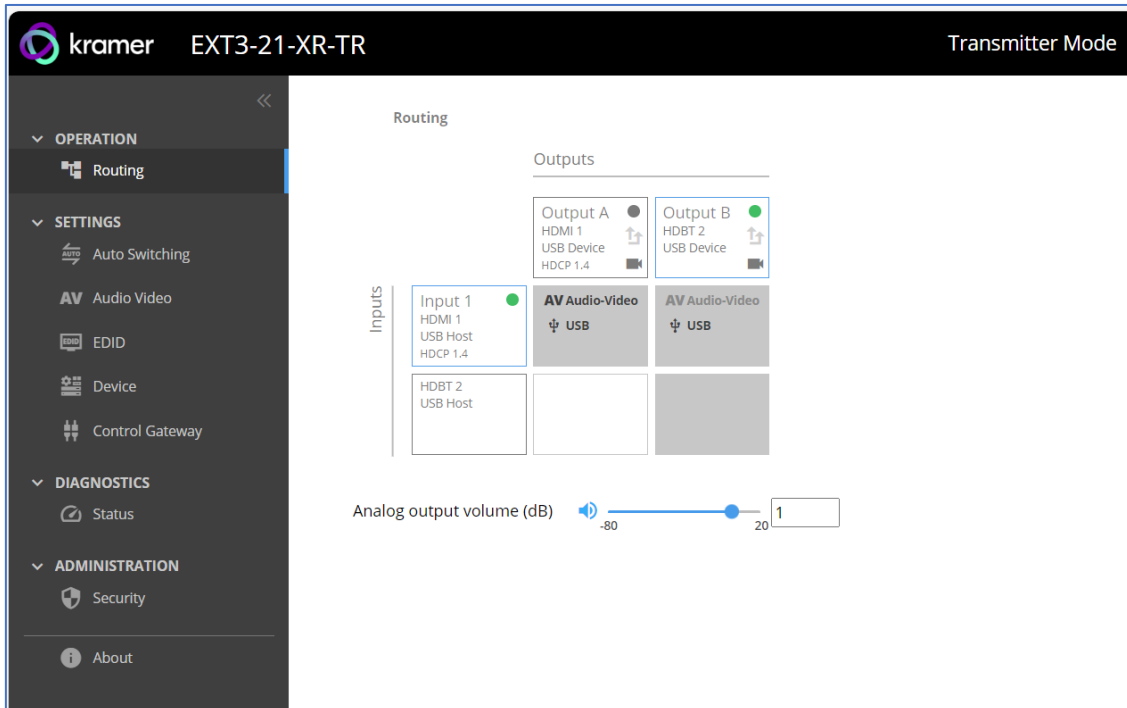 kramer EXT3-21-XR-TR Transmitter Mode
OPERATION
Routing
SETTINGS
AUTO Auto Switching
AV Audio Video
EDID EDID
Device
Control Gateway
DIAGNOSTICS
Status
ADMINISTRATION
Security
i About
Routing
Outputs
Output A
HDMI 1
USB Device
HDCP 1.4
Output B
HDBT 2
USB Device
Inputs
Input 1
HDMI 1
USB Host
HDCP 1.4
AV Audio-Video
USB
AV Audio-Video
USB
HDBT 2
USB Host
Analog output volume (dB) -80 20 1